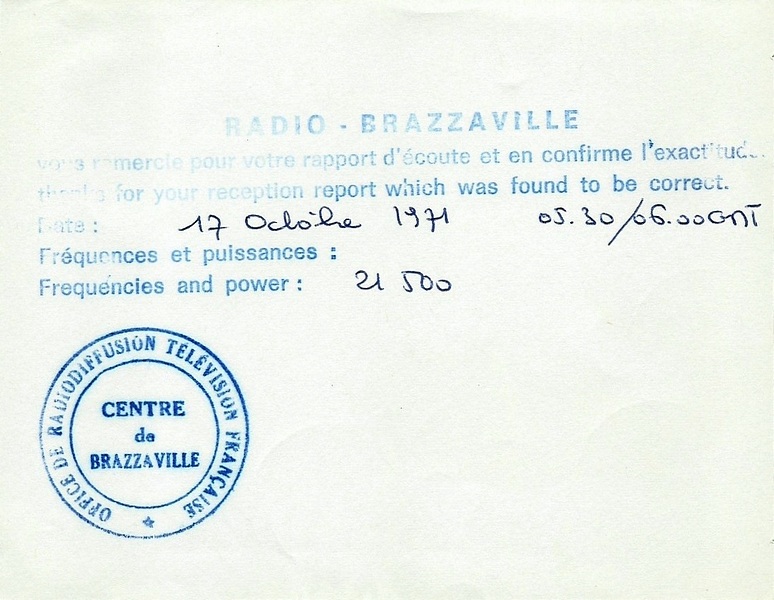 RADIO - BRAZZAVILLE
vous remercie pour votre rapport d'écoute et en confirme l'exactitude.
thanks for your reception report which was found to be correct.
Date : 17 Octobre 1971 05.30/06.00GMT
Fréquences et puissances :
Frequencies and power : 21 500
OFFICE DE RADIODIFFUSION TÉLÉVISION FRANÇAISE
CENTRE
de
BRAZZAVILLE